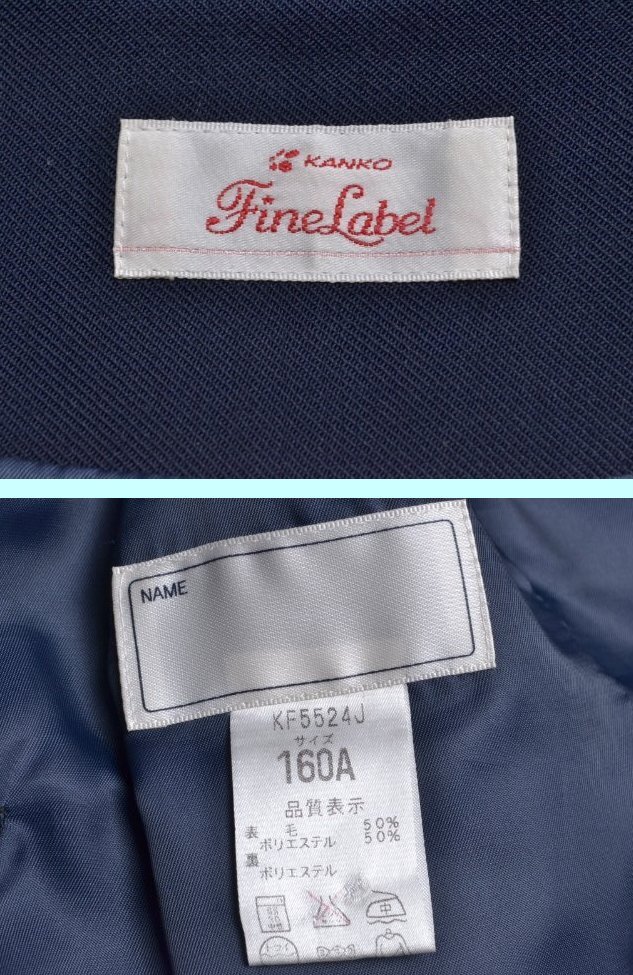 KANKO
FineLabel
NAME
KF5524J
サイズ
160A
品質表示
表 毛 50%
ポリエステル 50%
裏
ポリエステル
中